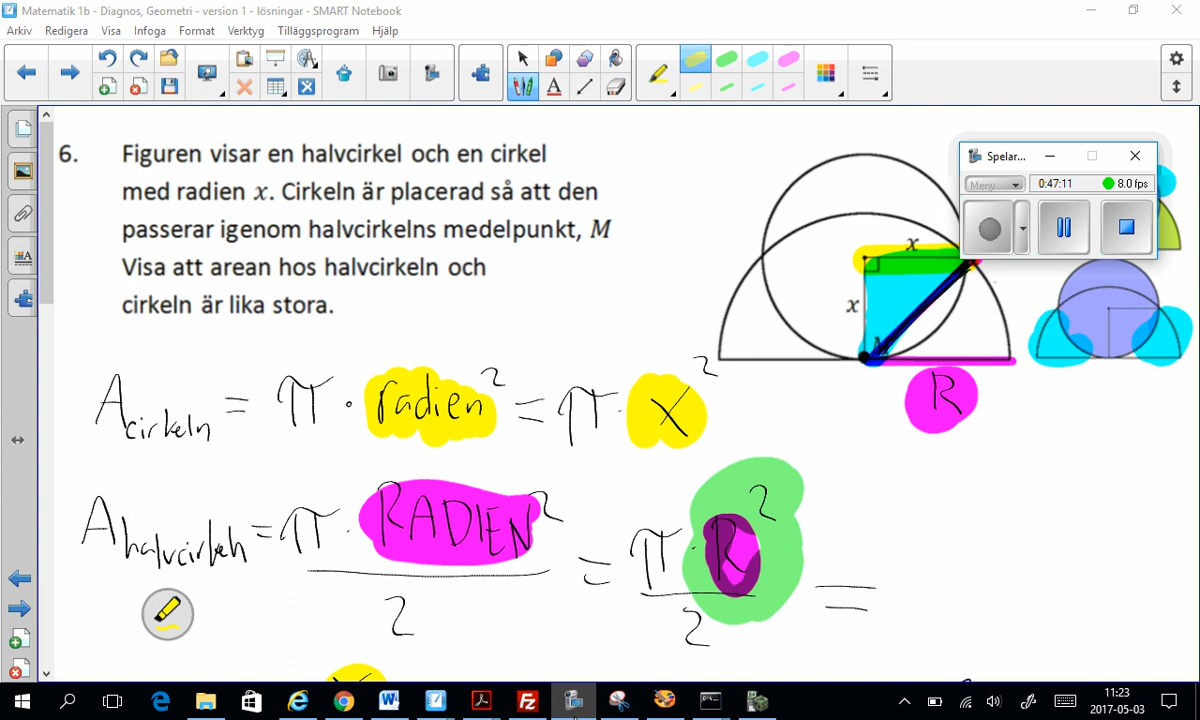 Matematik 1b - Diagnos, Geometri - version 1 - lösningar - SMART Notebook
Arkiv Redigera Visa Infoga Format Verktyg Tilläggsprogram Hjälp
Spelar...
Meny 0:47:11 8.0 fps
6. Figuren visar en halvcirkel och en cirkel
med radien x. Cirkeln är placerad så att den
passerar igenom halvcirkelns medelpunkt, M
Visa att arean hos halvcirkeln och
cirkeln är lika stora.
x
x
M
R
A cirkeln = π · radien² = π · x²
A halvcirkeln = π · RADIEN² / 2 = π · R² / 2 =
x
11:23
2017-05-03